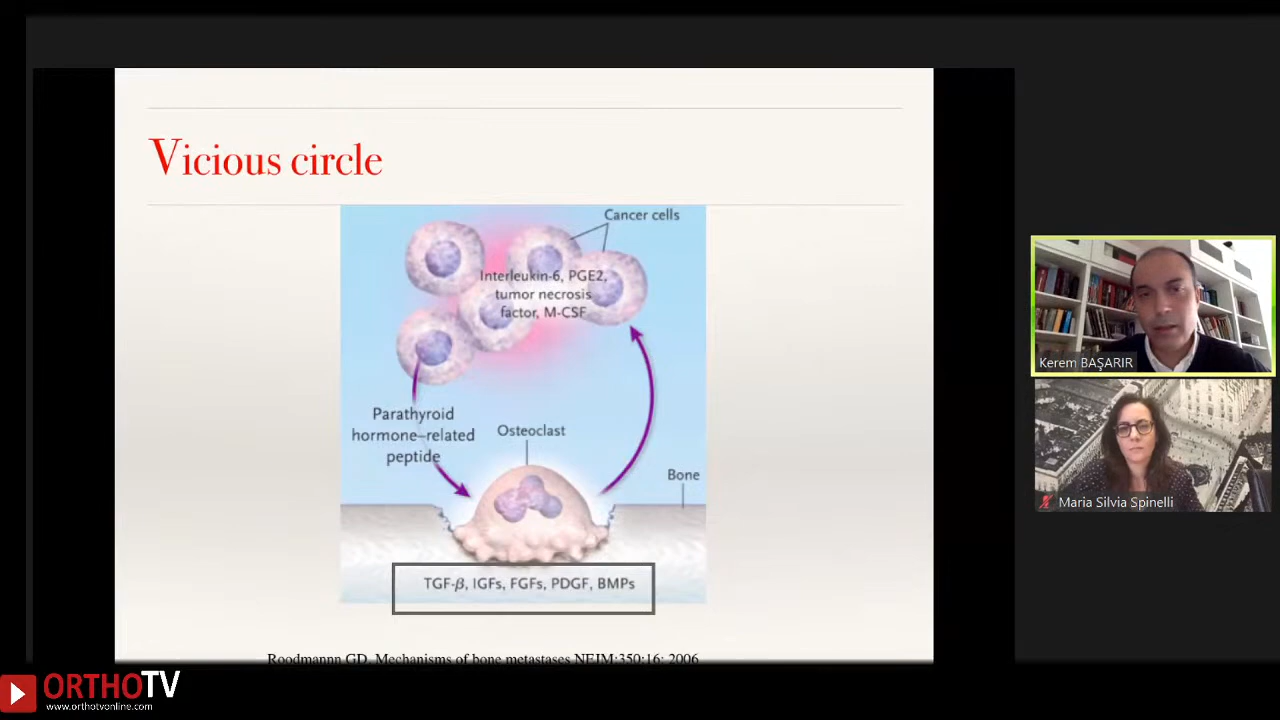 Vicious circle
Cancer cells
Interleukin-6, PGE2,
tumor necrosis
factor, M-CSF
Parathyroid
hormone–related
peptide
Osteoclast
Bone
TGF-β, IGFs, FGFs, PDGF, BMPs
Roodmannn GD. Mechanisms of bone metastases NEJM:350:16: 2006
Kerem BAŞARIR
Maria Silvia Spinelli
ORTHOTV
www.orthotvonline.com